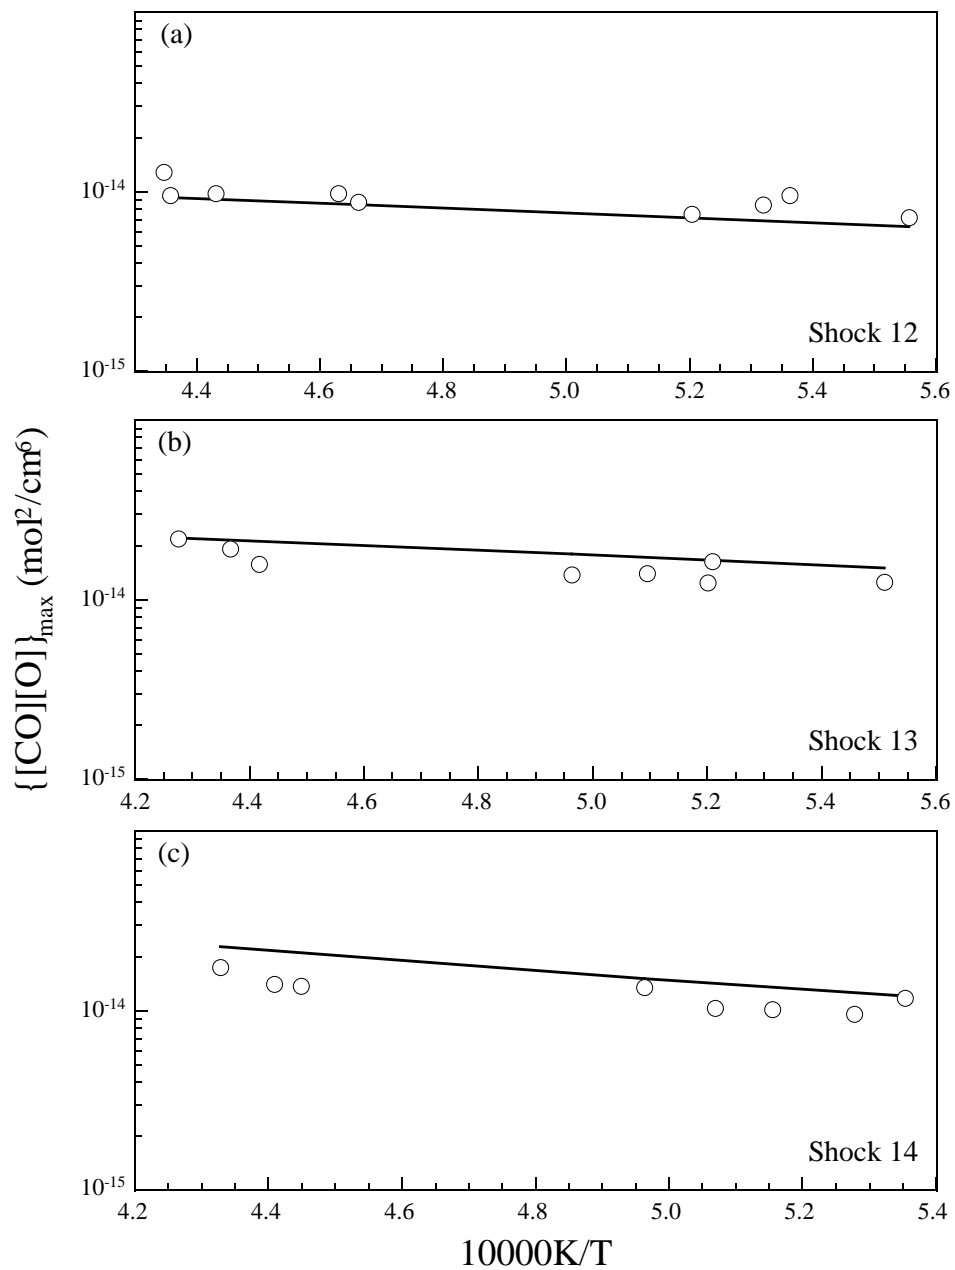 (a)
10⁻¹⁴
Shock 12
10⁻¹⁵
4.4 4.6 4.8 5.0 5.2 5.4 5.6
(b)
10⁻¹⁴
Shock 13
10⁻¹⁵
4.2 4.4 4.6 4.8 5.0 5.2 5.4 5.6
{[CO][O]}max (mol²/cm⁶)
(c)
10⁻¹⁴
Shock 14
10⁻¹⁵
4.2 4.4 4.6 4.8 5.0 5.2 5.4
10000K/T